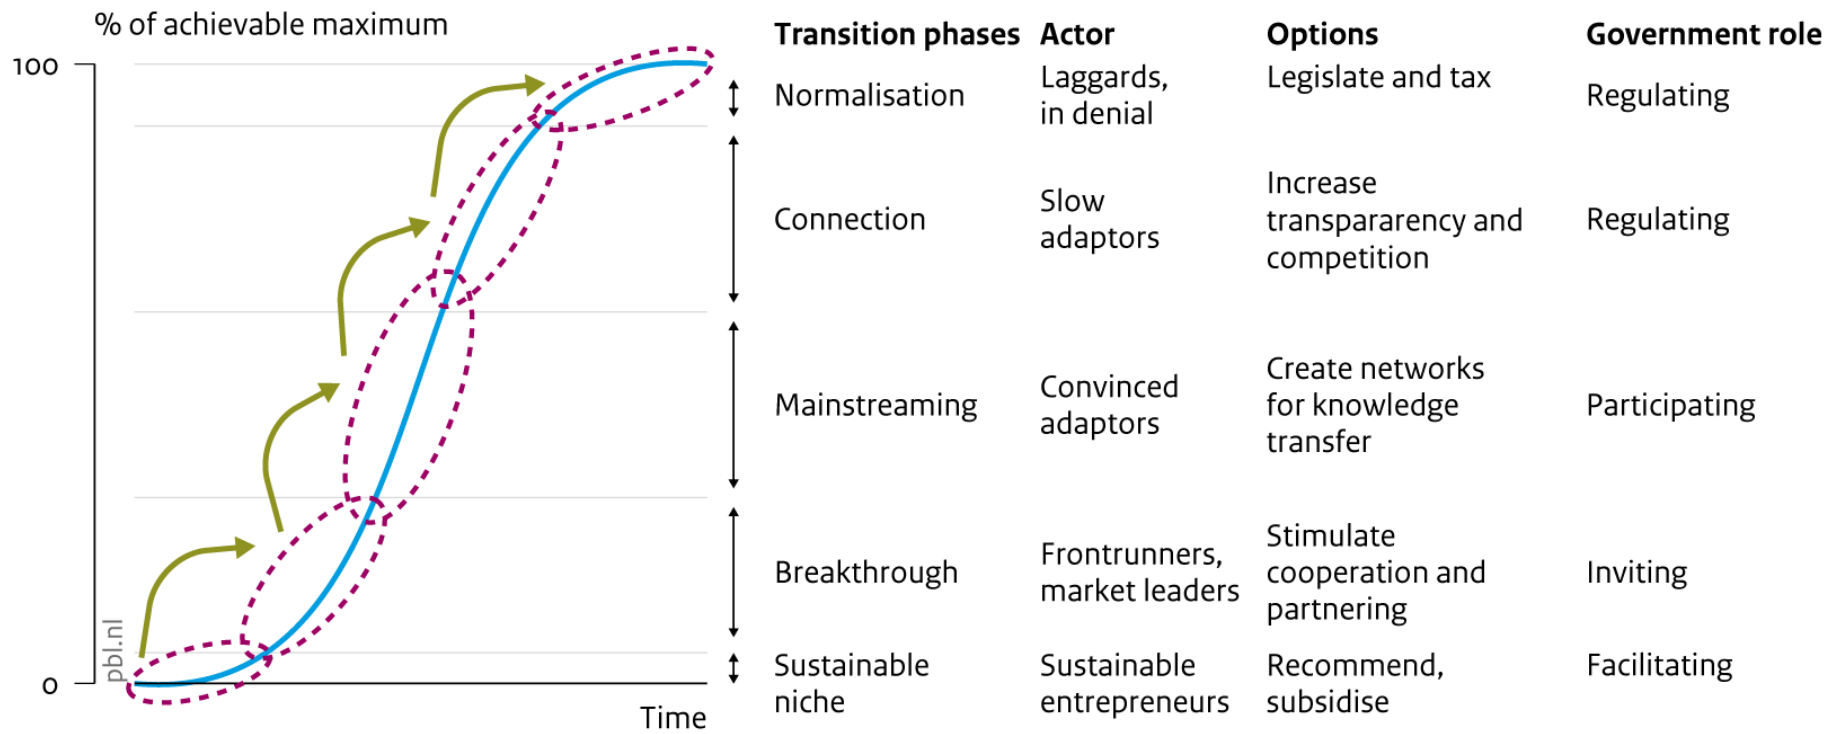 % of achievable maximum
100
0
Time
pbl.nl
Transition phases Actor Options Government role
Normalisation
Laggards,
in denial
Legislate and tax
Regulating
Connection
Slow
adaptors
Increase
transpararency and
competition
Regulating
Mainstreaming
Convinced
adaptors
Create networks
for knowledge
transfer
Participating
Breakthrough
Frontrunners,
market leaders
Stimulate
cooperation and
partnering
Inviting
Sustainable
niche
Sustainable
entrepreneurs
Recommend,
subsidise
Facilitating